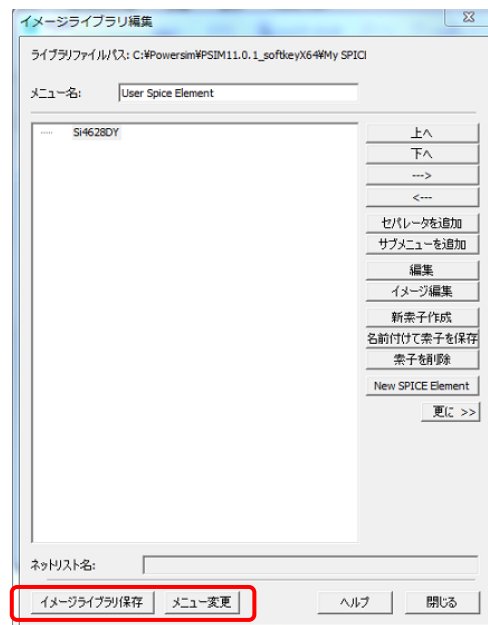 イメージライブラリ編集
ライブラリファイルパス: C:¥Powersim¥PSIM11.0.1_softkeyX64¥My SPICI
メニュー名: User Spice Element
Si4628DY
上へ
下へ
--->
<---
セパレータを追加
サブメニューを追加
編集
イメージ編集
新素子作成
名前付けて素子を保存
素子を削除
New SPICE Element
更に >>
ネットリスト名:
イメージライブラリ保存 メニュー変更 ヘルプ 閉じる